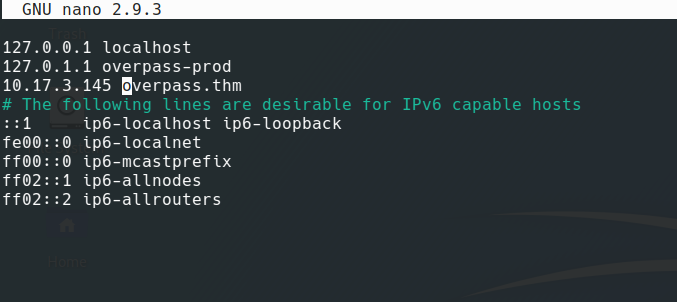 GNU nano 2.9.3
127.0.0.1 localhost
127.0.1.1 overpass-prod
10.17.3.145 overpass.thm
# The following lines are desirable for IPv6 capable hosts
::1     ip6-localhost ip6-loopback
fe00::0 ip6-localnet
ff00::0 ip6-mcastprefix
ff02::1 ip6-allnodes
ff02::2 ip6-allrouters
Home